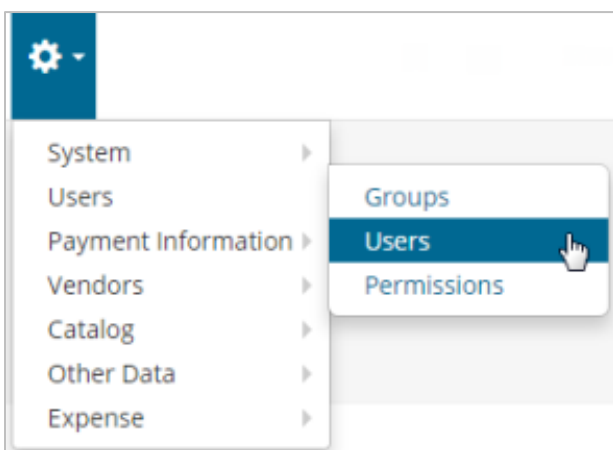 System
Users
Payment Information
Vendors
Catalog
Other Data
Expense
Groups
Users
Permissions